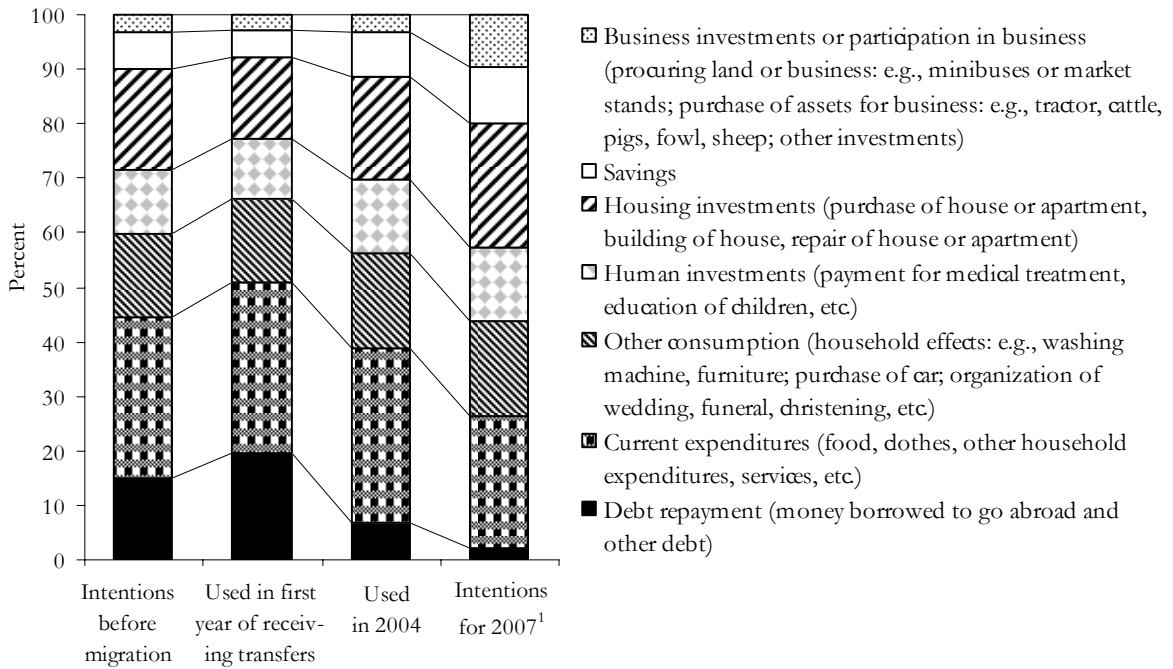 100
90
80
70
60
50
40
30
20
10
0
Percent
Intentions
before
migration
Used in first
year of receiv-
ing transfers
Used
in 2004
Intentions
for 2007¹
Business investments or participation in business
(procuring land or business: e.g., minibuses or market
stands; purchase of assets for business: e.g., tractor, cattle,
pigs, fowl, sheep; other investments)
Savings
Housing investments (purchase of house or apartment,
building of house, repair of house or apartment)
Human investments (payment for medical treatment,
education of children, etc.)
Other consumption (household effects: e.g., washing
machine, furniture; purchase of car; organization of
wedding, funeral, christening, etc.)
Current expenditures (food, clothes, other household
expenditures, services, etc.)
Debt repayment (money borrowed to go abroad and
other debt)